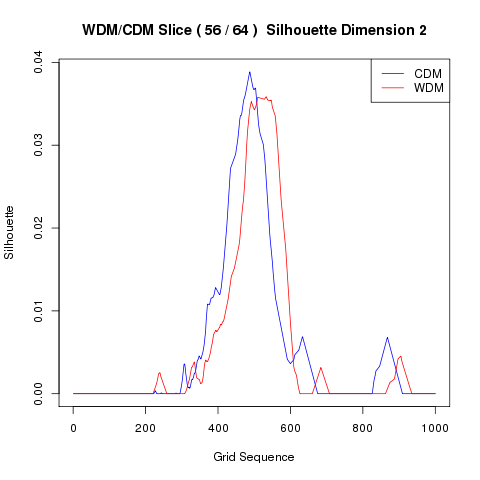 WDM/CDM Slice ( 56 / 64 )  Silhouette Dimension 2
CDM
WDM
Silhouette
0.04
0.03
0.02
0.01
0.00
0 200 400 600 800 1000
Grid Sequence